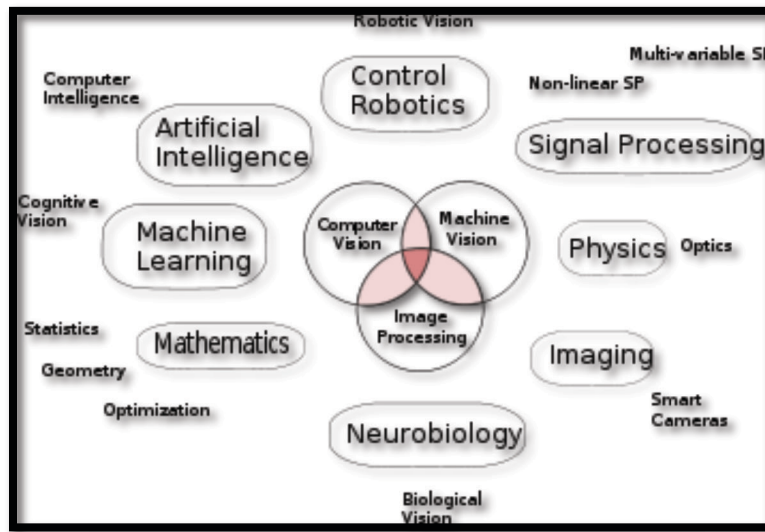 Robotic Vision
Multi-variable SP
Computer
Intelligence
Control
Robotics
Non-linear SP
Artificial
Intelligence
Signal Processing
Cognitive
Vision
Machine
Learning
Computer
Vision
Machine
Vision
Physics
Optics
Image
Processing
Statistics
Mathematics
Imaging
Geometry
Optimization
Smart
Cameras
Neurobiology
Biological
Vision